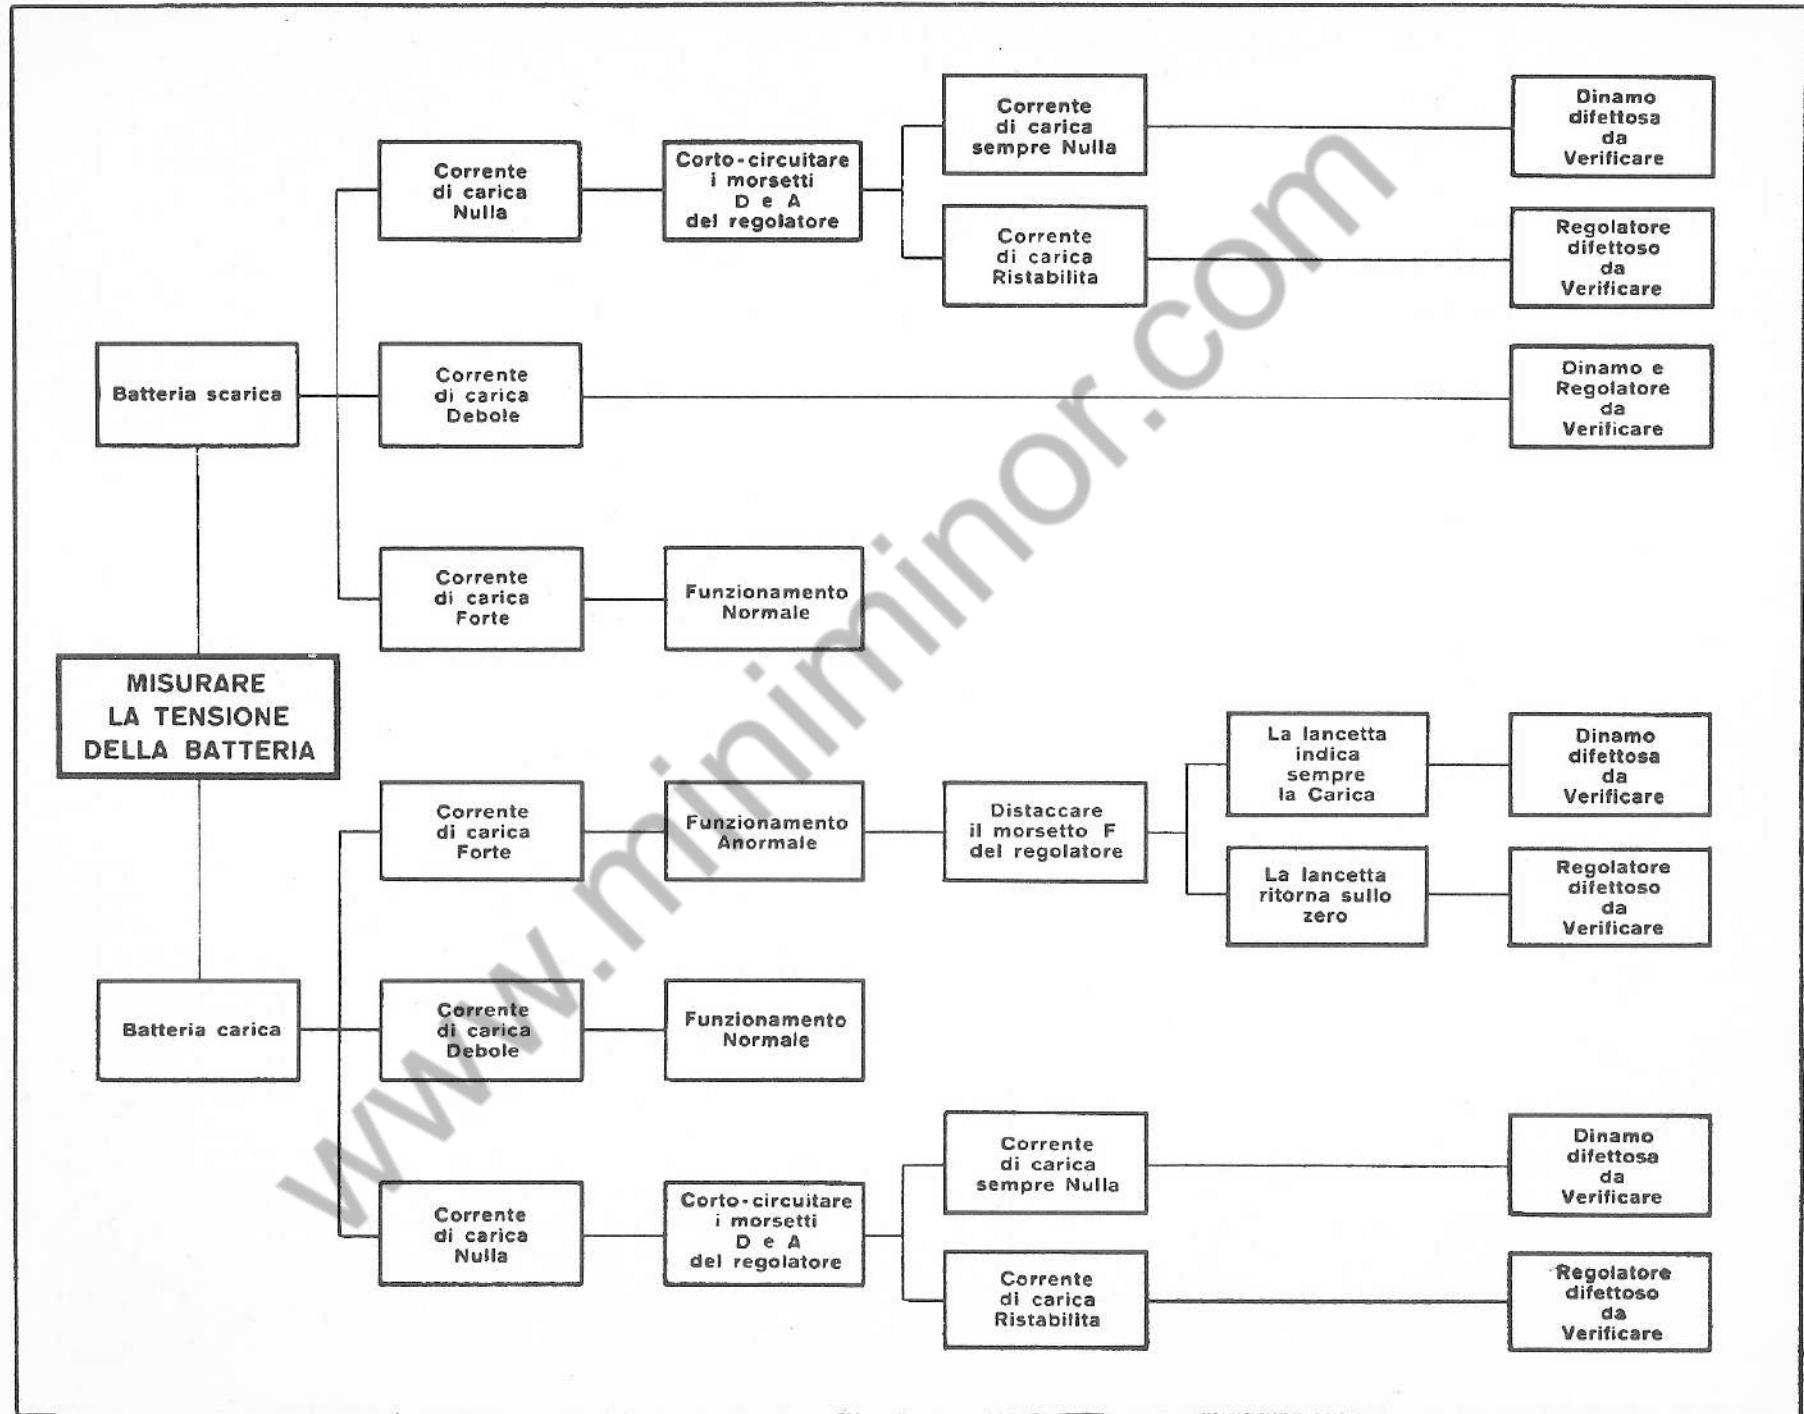 Corrente
di carica
sempre Nulla
Dinamo
difettosa
da
Verificare
Corrente
di carica
Nulla
Corto-circuitare
i morsetti
D e A
del regolatore
Corrente
di carica
Ristabilita
Regolatore
difettoso
da
Verificare
Batteria scarica
Corrente
di carica
Debole
Dinamo e
Regolatore
da
Verificare
Corrente
di carica
Forte
Funzionamento
Normale
MISURARE
LA TENSIONE
DELLA BATTERIA
Corrente
di carica
Forte
Funzionamento
Anormale
Distaccare
il morsetto F
del regolatore
La lancetta
indica
sempre
la Carica
Dinamo
difettosa
da
Verificare
La lancetta
ritorna sullo
zero
Regolatore
difettoso
da
Verificare
Batteria carica
Corrente
di carica
Debole
Funzionamento
Normale
Corrente
di carica
Nulla
Corto-circuitare
i morsetti
D e A
del regolatore
Corrente
di carica
sempre Nulla
Dinamo
difettosa
da
Verificare
Corrente
di carica
Ristabilita
Regolatore
difettoso
da
Verificare
www.miniminor.com